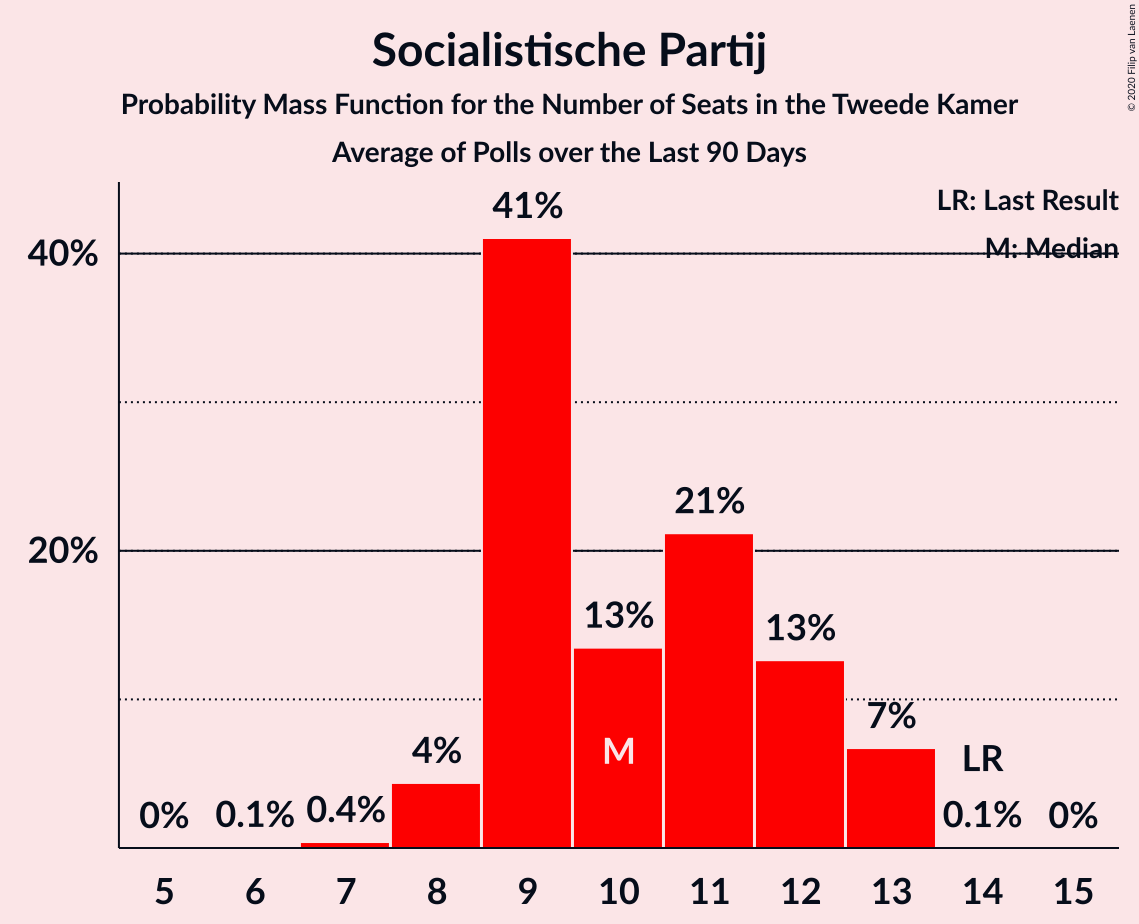 Socialistische Partij
Probability Mass Function for the Number of Seats in the Tweede Kamer
Average of Polls over the Last 90 Days
© 2020 Filip van Laenen
LR: Last Result
M: Median
40%
20%
0%
0.1%
0.4%
4%
41%
13%
21%
13%
7%
0.1%
0%
M
LR
5 6 7 8 9 10 11 12 13 14 15